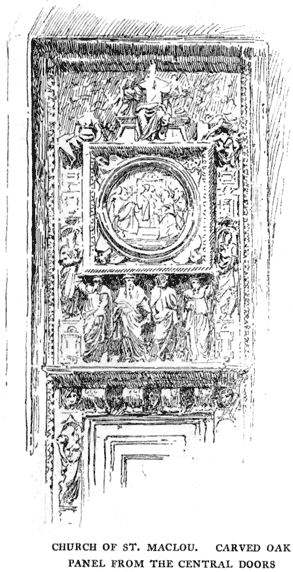 CHURCH OF ST. MACLOU. CARVED OAK
PANEL FROM THE CENTRAL DOORS